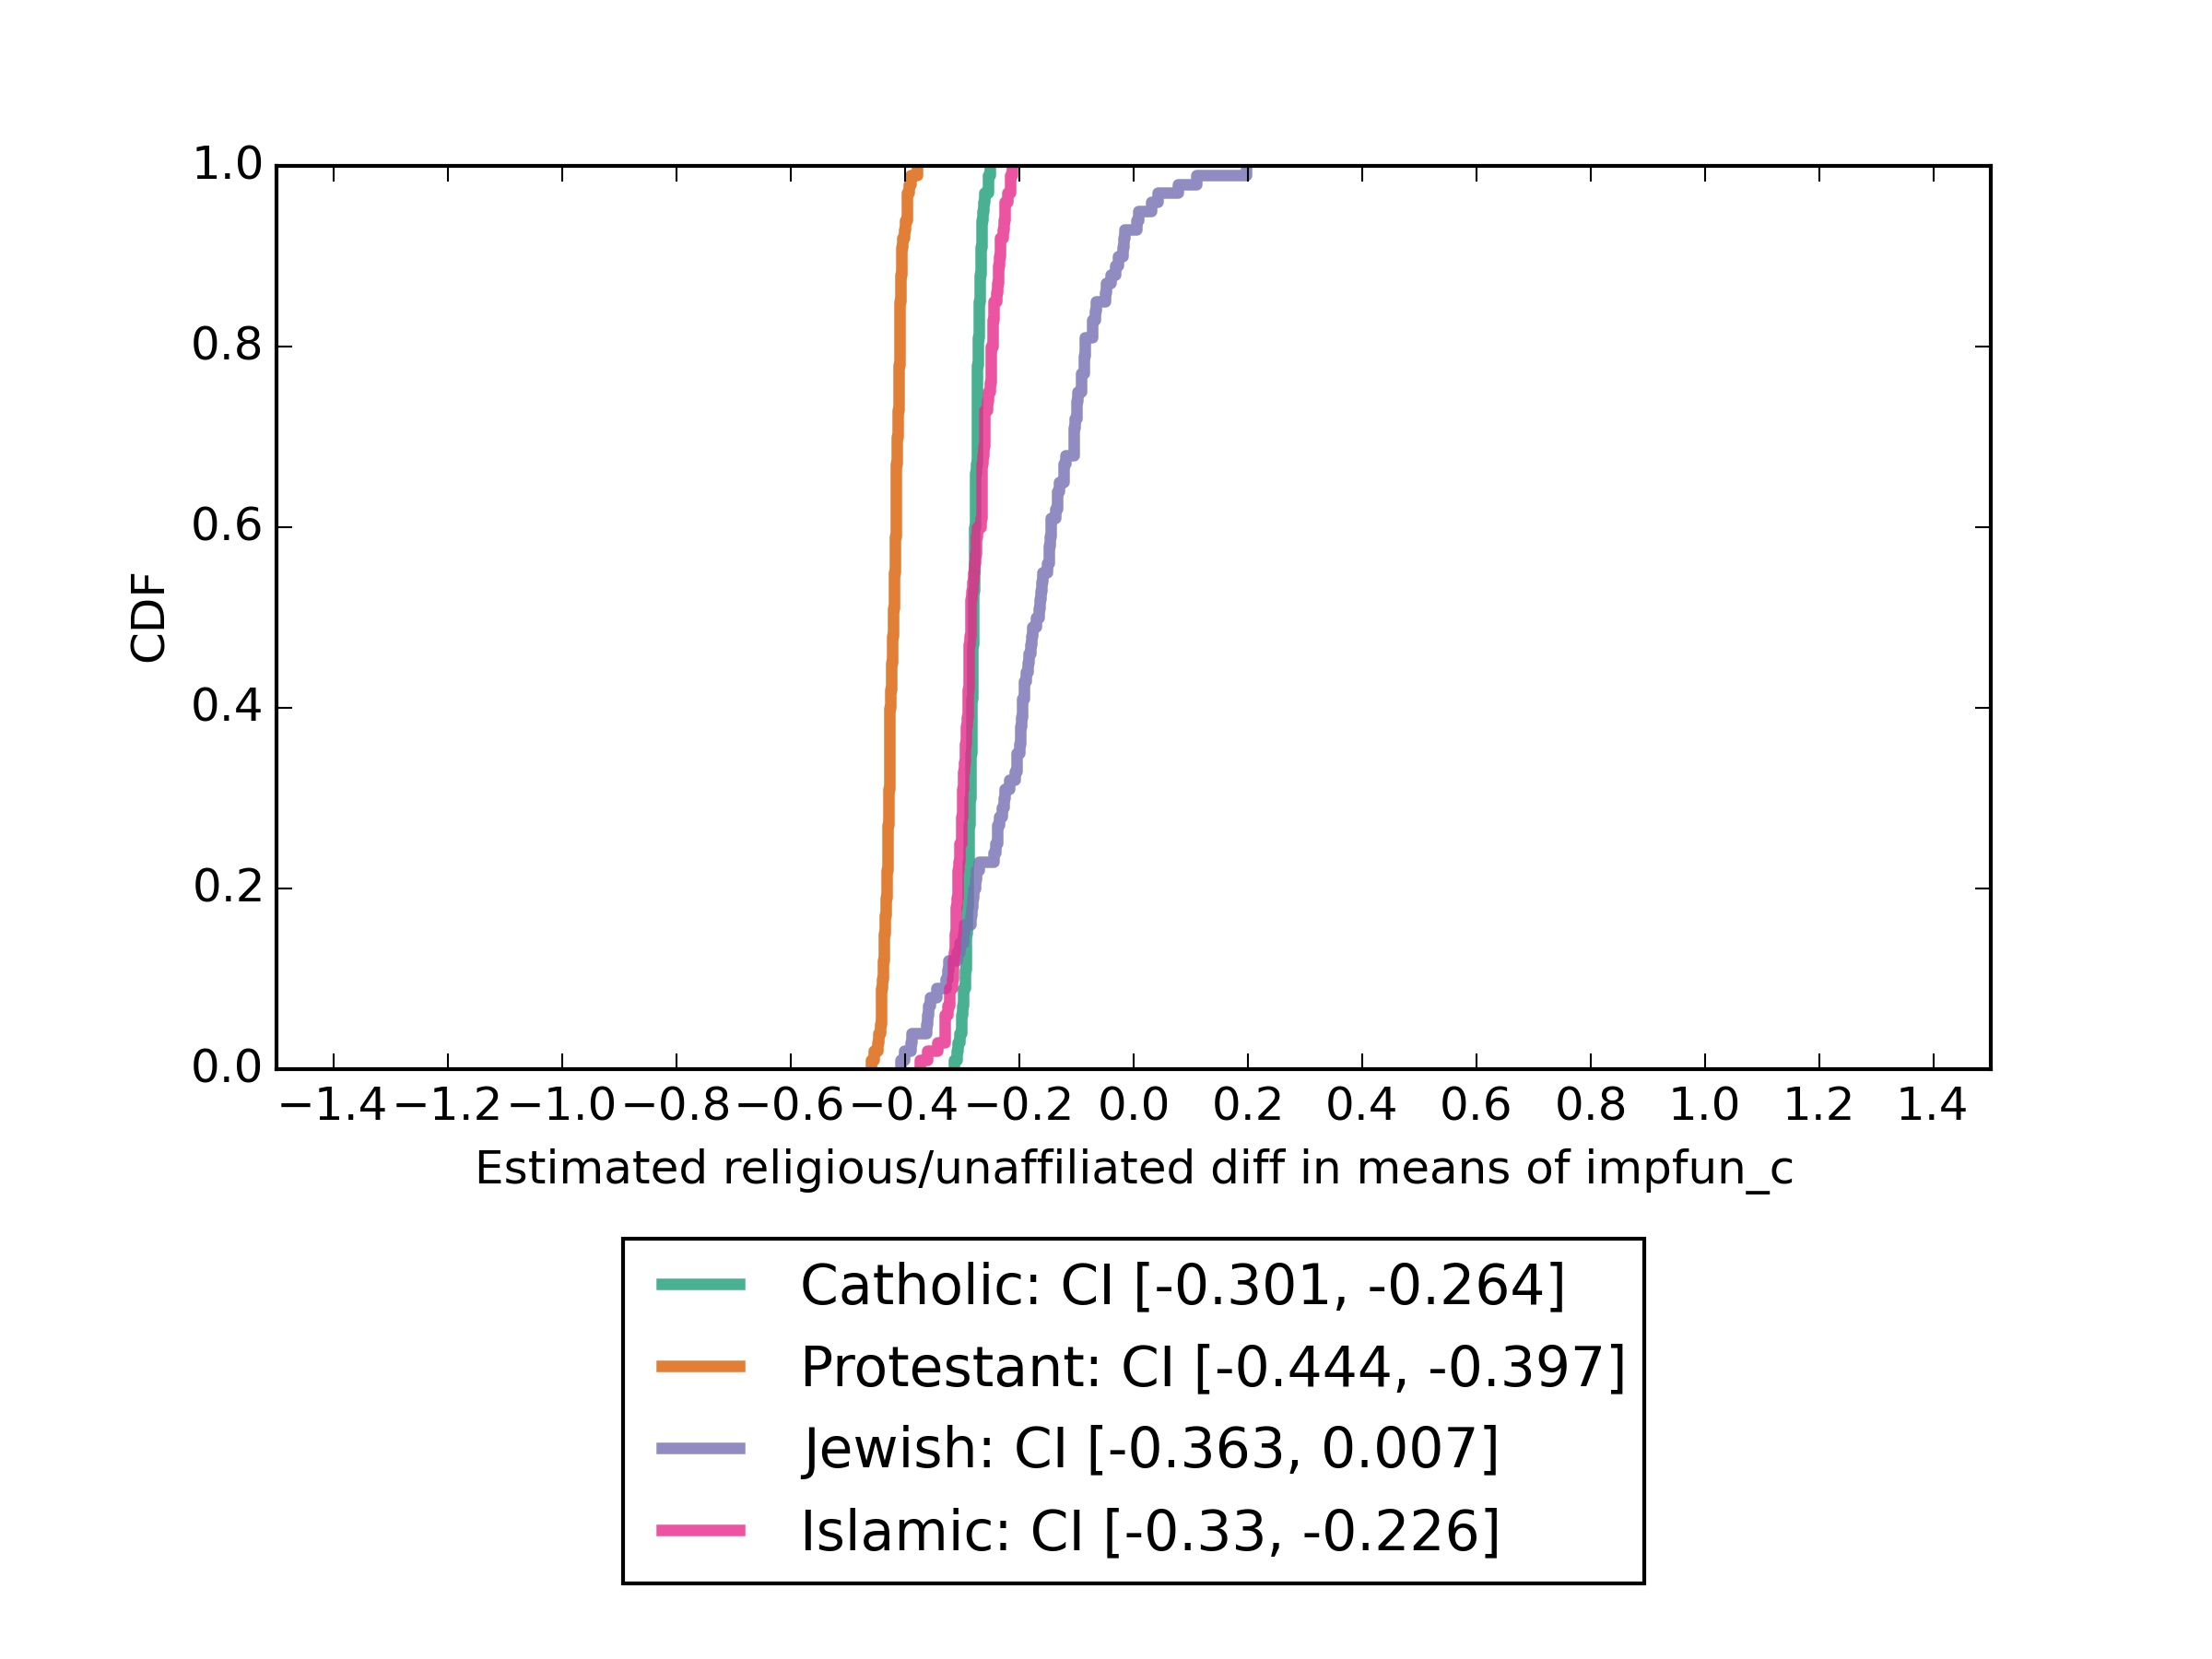 1.0
0.8
0.6
0.4
0.2
0.0
CDF
−1.4 −1.2 −1.0 −0.8 −0.6 −0.4 −0.2 0.0 0.2 0.4 0.6 0.8 1.0 1.2 1.4
Estimated religious/unaffiliated diff in means of impfun_c
Catholic: CI [-0.301, -0.264]
Protestant: CI [-0.444, -0.397]
Jewish: CI [-0.363, 0.007]
Islamic: CI [-0.33, -0.226]